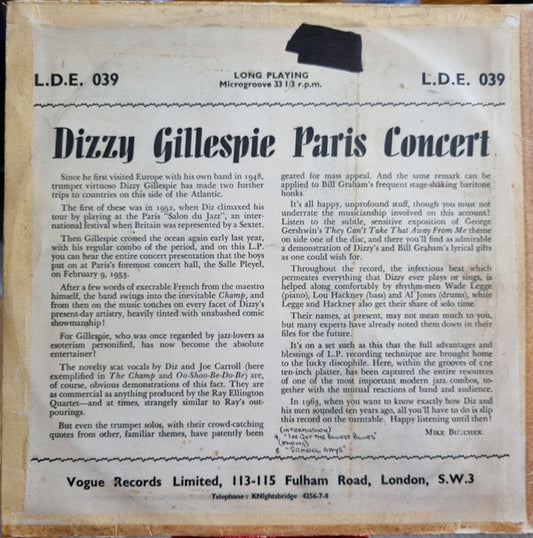 L.D.E. 039
LONG PLAYING
Microgroove 33 1/3 r.p.m.
L.D.E. 039
Dizzy Gillespie Paris Concert
Since he first visited Europe with his own band in 1948,
trumpet virtuoso Dizzy Gillespie has made two further
trips to countries on this side of the Atlantic.
The first of these was in 1952, when Diz climaxed his
tour by playing at the Paris "Salon du Jazz", an inter-
national festival when Britain was represented by a Sextet.
Then Gillespie crossed the ocean again early last year,
with his regular combo of the period, and on this L.P.
you can hear the entire concert presentation that the boys
put on at Paris's foremost concert hall, the Salle Pleyel,
on February 9, 1953.
After a few words of execrable French from the maestro
himself, the band swings into the inevitable Champ, and
from then on the music touches on every facet of Dizzy's
present-day artistry, heavily tinted with unabashed comic
showmanship!
For Gillespie, who was once regarded by jazz-lovers as
esoterism personified, has now become the absolute
entertainer!
The novelty scat vocals by Diz and Joe Carroll (here
exemplified in The Champ and Oo-Shoo-Be-Do-Be) are,
of course, obvious demonstrations of this fact. They are
as commercial as anything produced by the Ray Ellington
Quartet—and at times, strangely similar to Ray's out-
pourings.
But even the trumpet solos, with their crowd-catching
quotes from other, familiar themes, have patently been
geared for mass appeal. And the same remark can be
applied to Bill Graham's frequent stage-shaking baritone
honks.
It's all happy, unprofound stuff, though you must not
underrate the musicianship involved on this account!
Listen to the subtle, sensitive exposition of George
Gershwin's They Can't Take That Away From Me theme
on side one of the disc, and there you'll find as admirable
a demonstration of Dizzy's and Bill Graham's lyrical gifts
as one could wish for.
Throughout the record, the infectious beat which
permeates everything that Dizzy ever plays or sings, is
helped along comfortably by rhythm-men Wade Legge
(piano), Lou Hackney (bass) and Al Jones (drums), while
Legge and Hackney also get their share of solo time.
Their names, at present, may not mean much to you,
but many experts have already noted them down in their
files for the future.
It's on a set such as this that the full advantages and
blessings of L.P. recording technique are brought home
to the lucky discophile. Here, within the grooves of one
ten-inch platter, has been captured the entire resources
of one of the most important modern jazz combos, to-
gether with the mutual reactions of band and audience.
In 1963, when you want to know exactly how Diz and
his men sounded ten years ago, all you'll have to do is slip
this record on the turntable. Happy listening until then!
MIKE BUTCHER.
(INTERMISSION)
4. "I'VE GOT THE BLUEST BLUES"
8. "SCHOOL DAYS"
Vogue Records Limited, 113-115 Fulham Road, London, S.W.3
Telephone: KNIghtsbridge 4256-7-8